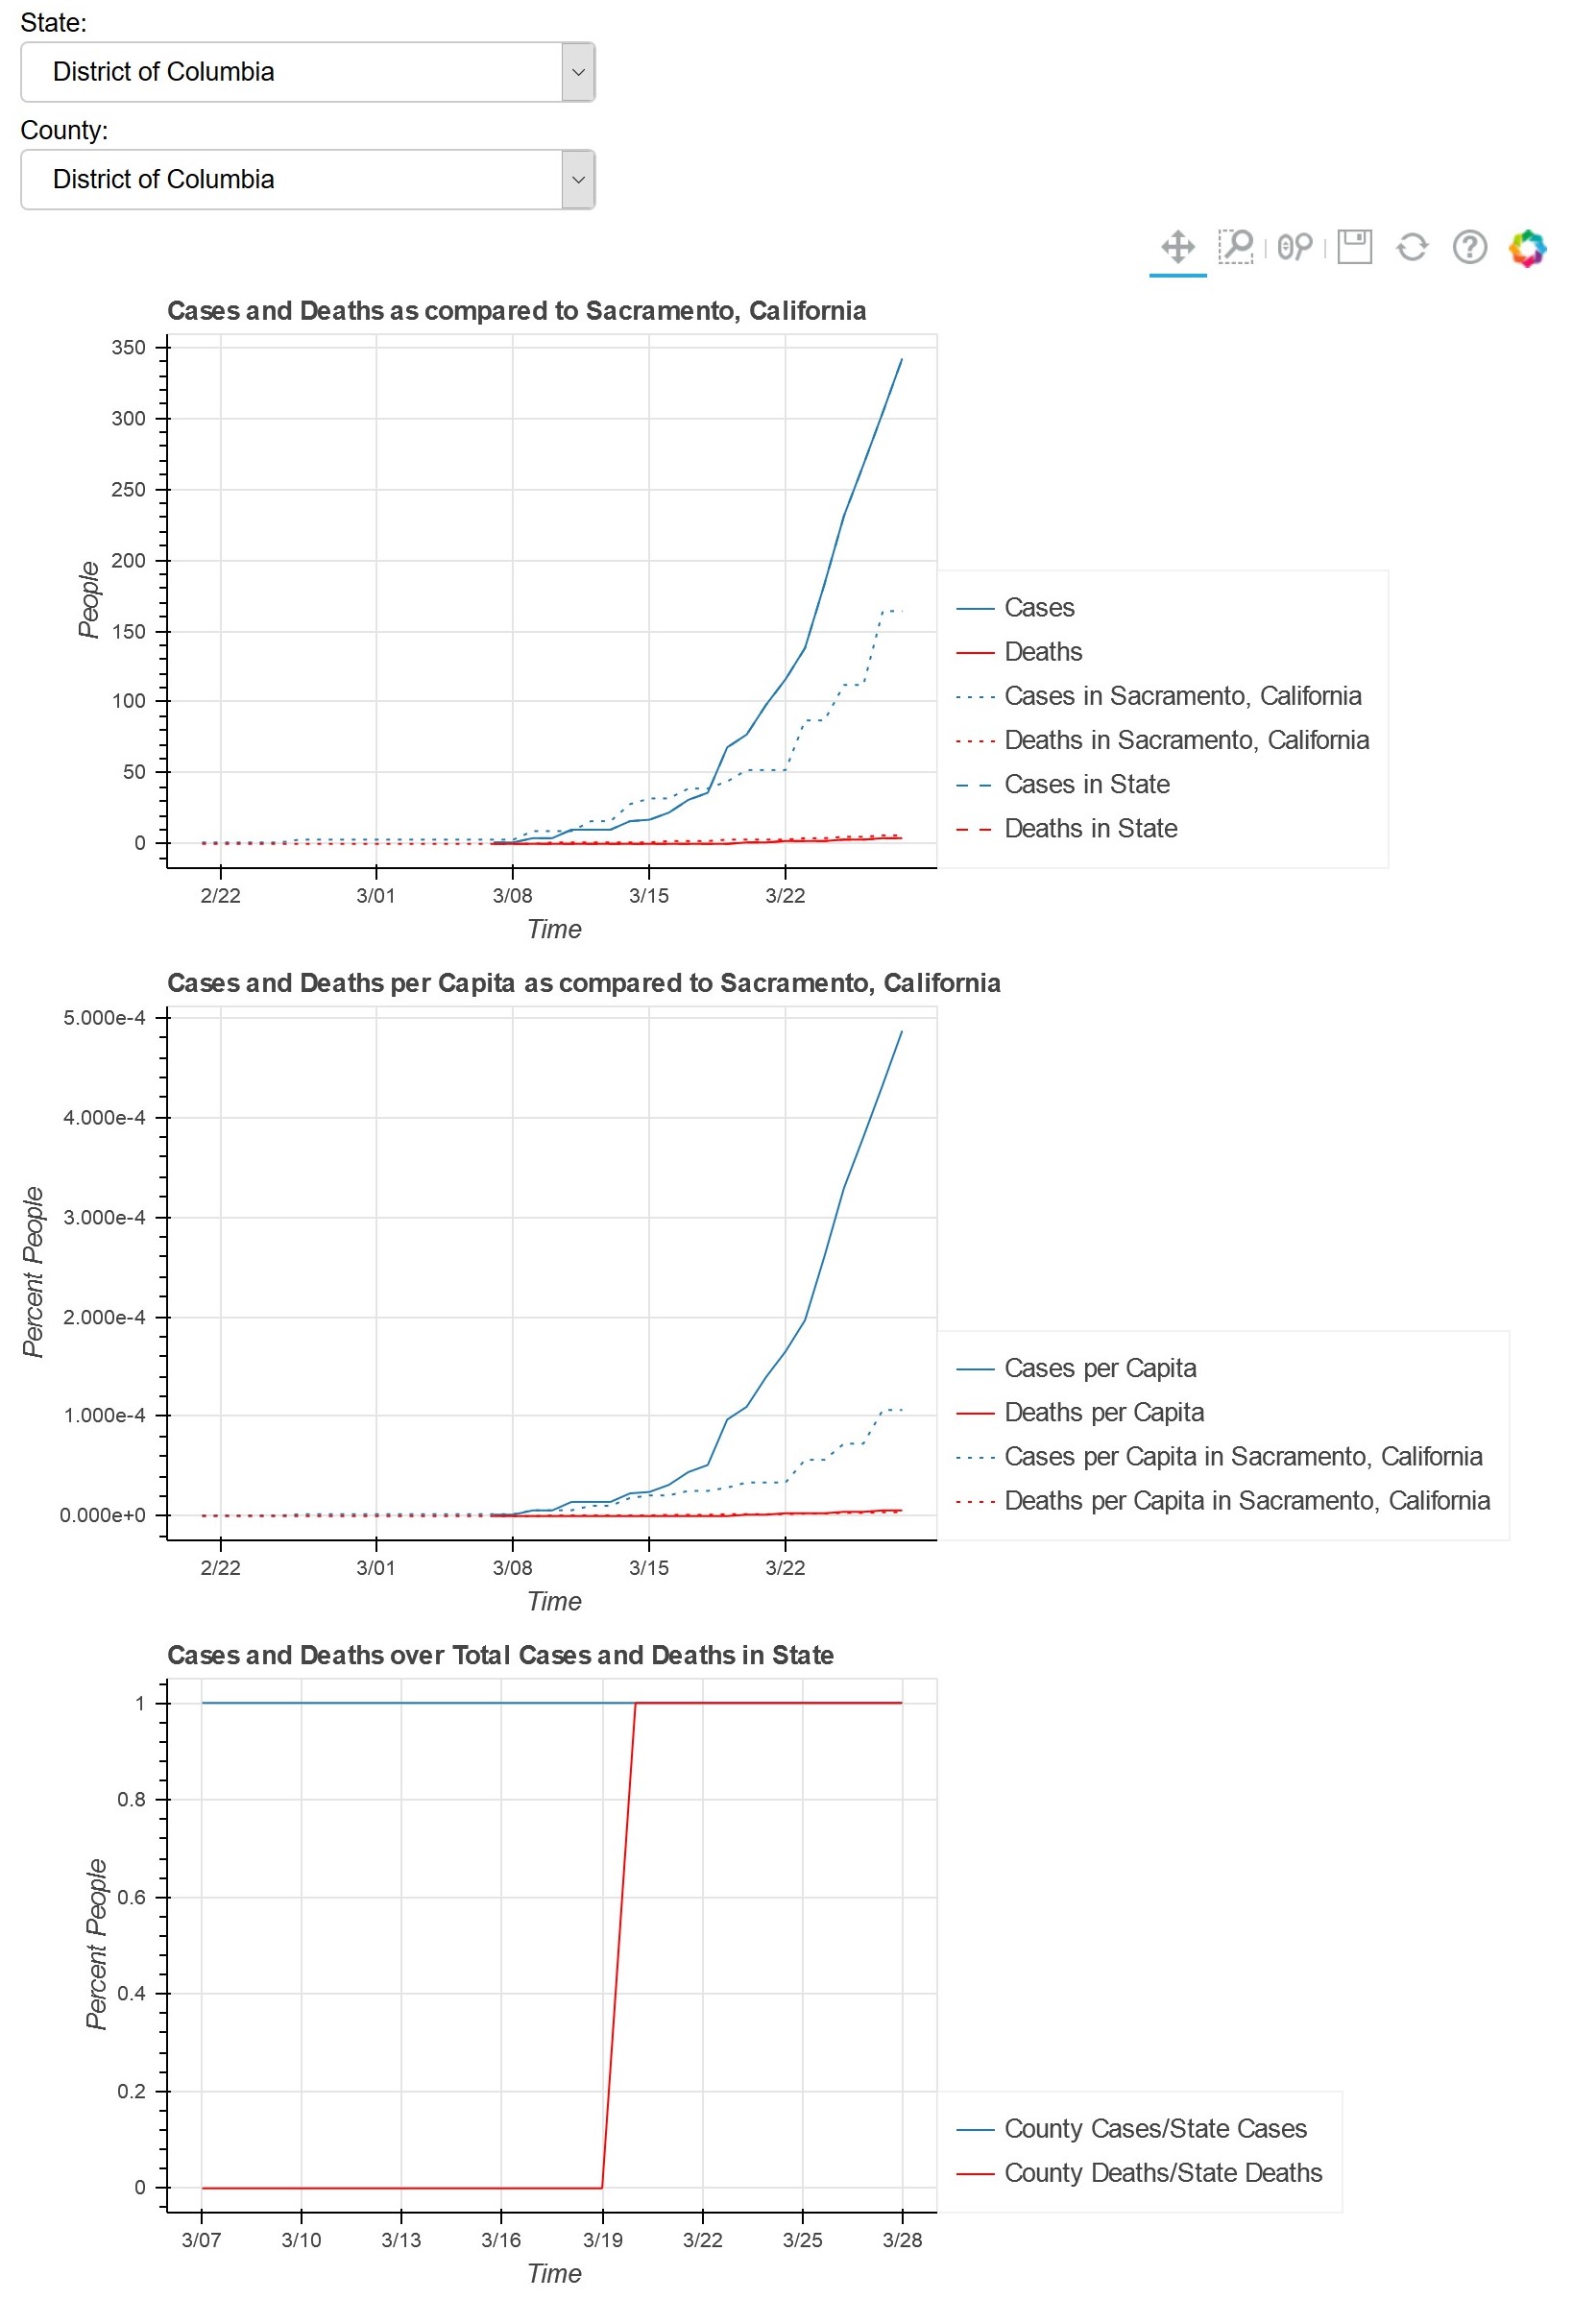 State:
District of Columbia
County:
District of Columbia
Cases and Deaths as compared to Sacramento, California
350
300
250
200
150
100
50
0
People
2/22 3/01 3/08 3/15 3/22
Time
Cases
Deaths
Cases in Sacramento, California
Deaths in Sacramento, California
Cases in State
Deaths in State
Cases and Deaths per Capita as compared to Sacramento, California
5.000e-4
4.000e-4
3.000e-4
2.000e-4
1.000e-4
0.000e+0
Percent People
2/22 3/01 3/08 3/15 3/22
Time
Cases per Capita
Deaths per Capita
Cases per Capita in Sacramento, California
Deaths per Capita in Sacramento, California
Cases and Deaths over Total Cases and Deaths in State
1
0.8
0.6
0.4
0.2
0
Percent People
3/07 3/10 3/13 3/16 3/19 3/22 3/25 3/28
Time
County Cases/State Cases
County Deaths/State Deaths